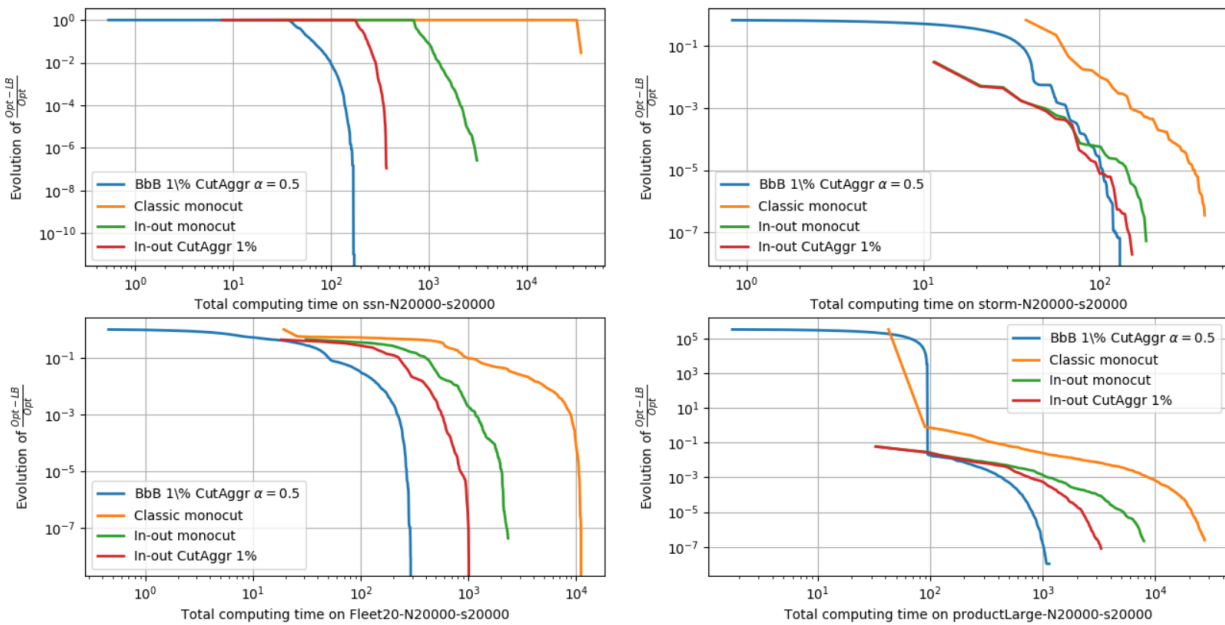 Evolution of Opt−LB/Opt
10^0
10^-2
10^-4
10^-6
10^-8
10^-10
BbB 1\% CutAggr α = 0.5
Classic monocut
In-out monocut
In-out CutAggr 1%
10^0 10^1 10^2 10^3 10^4
Total computing time on ssn-N20000-s20000
Evolution of Opt−LB/Opt
10^-1
10^-3
10^-5
10^-7
BbB 1\% CutAggr α = 0.5
Classic monocut
In-out monocut
In-out CutAggr 1%
10^0 10^1 10^2
Total computing time on storm-N20000-s20000
Evolution of Opt−LB/Opt
10^-1
10^-3
10^-5
10^-7
BbB 1\% CutAggr α = 0.5
Classic monocut
In-out monocut
In-out CutAggr 1%
10^0 10^1 10^2 10^3 10^4
Total computing time on Fleet20-N20000-s20000
Evolution of Opt−LB/Opt
10^5
10^3
10^1
10^-1
10^-3
10^-5
10^-7
BbB 1\% CutAggr α = 0.5
Classic monocut
In-out monocut
In-out CutAggr 1%
10^1 10^2 10^3 10^4
Total computing time on productLarge-N20000-s20000